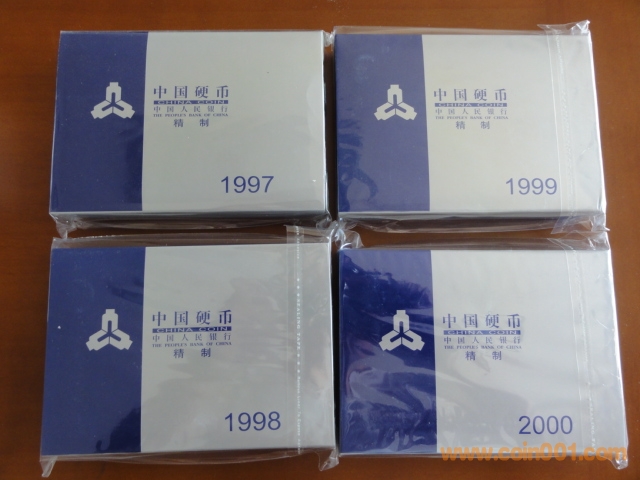 中国硬币
CHINA COIN
中国人民银行
THE PEOPLE'S BANK OF CHINA
精制
1997
中国硬币
CHINA COIN
中国人民银行
THE PEOPLE'S BANK OF CHINA
精制
1999
中国硬币
CHINA COIN
中国人民银行
THE PEOPLE'S BANK OF CHINA
精制
1998
中国硬币
CHINA COIN
中国人民银行
THE PEOPLE'S BANK OF CHINA
精制
2000
www.coin001.com